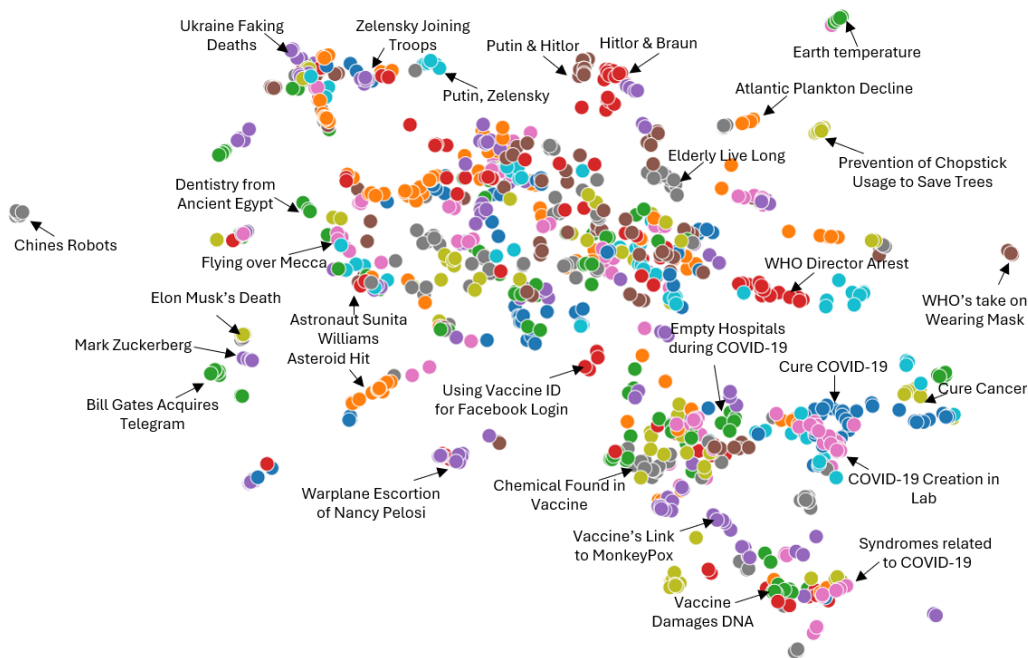 Ukraine Faking
Deaths
Zelensky Joining
Troops
Putin & Hitlor
Hitlor & Braun
Earth temperature
Putin, Zelensky
Atlantic Plankton Decline
Elderly Live Long
Prevention of Chopstick
Usage to Save Trees
Dentistry from
Ancient Egypt
Chines Robots
Flying over Mecca
WHO Director Arrest
WHO's take on
Wearing Mask
Elon Musk's Death
Astronaut Sunita
Williams
Mark Zuckerberg
Asteroid Hit
Empty Hospitals
during COVID-19
Cure COVID-19
Using Vaccine ID
for Facebook Login
Cure Cancer
Bill Gates Acquires
Telegram
Warplane Escortion
of Nancy Pelosi
Chemical Found in
Vaccine
COVID-19 Creation in
Lab
Vaccine's Link
to MonkeyPox
Syndromes related
to COVID-19
Vaccine
Damages DNA